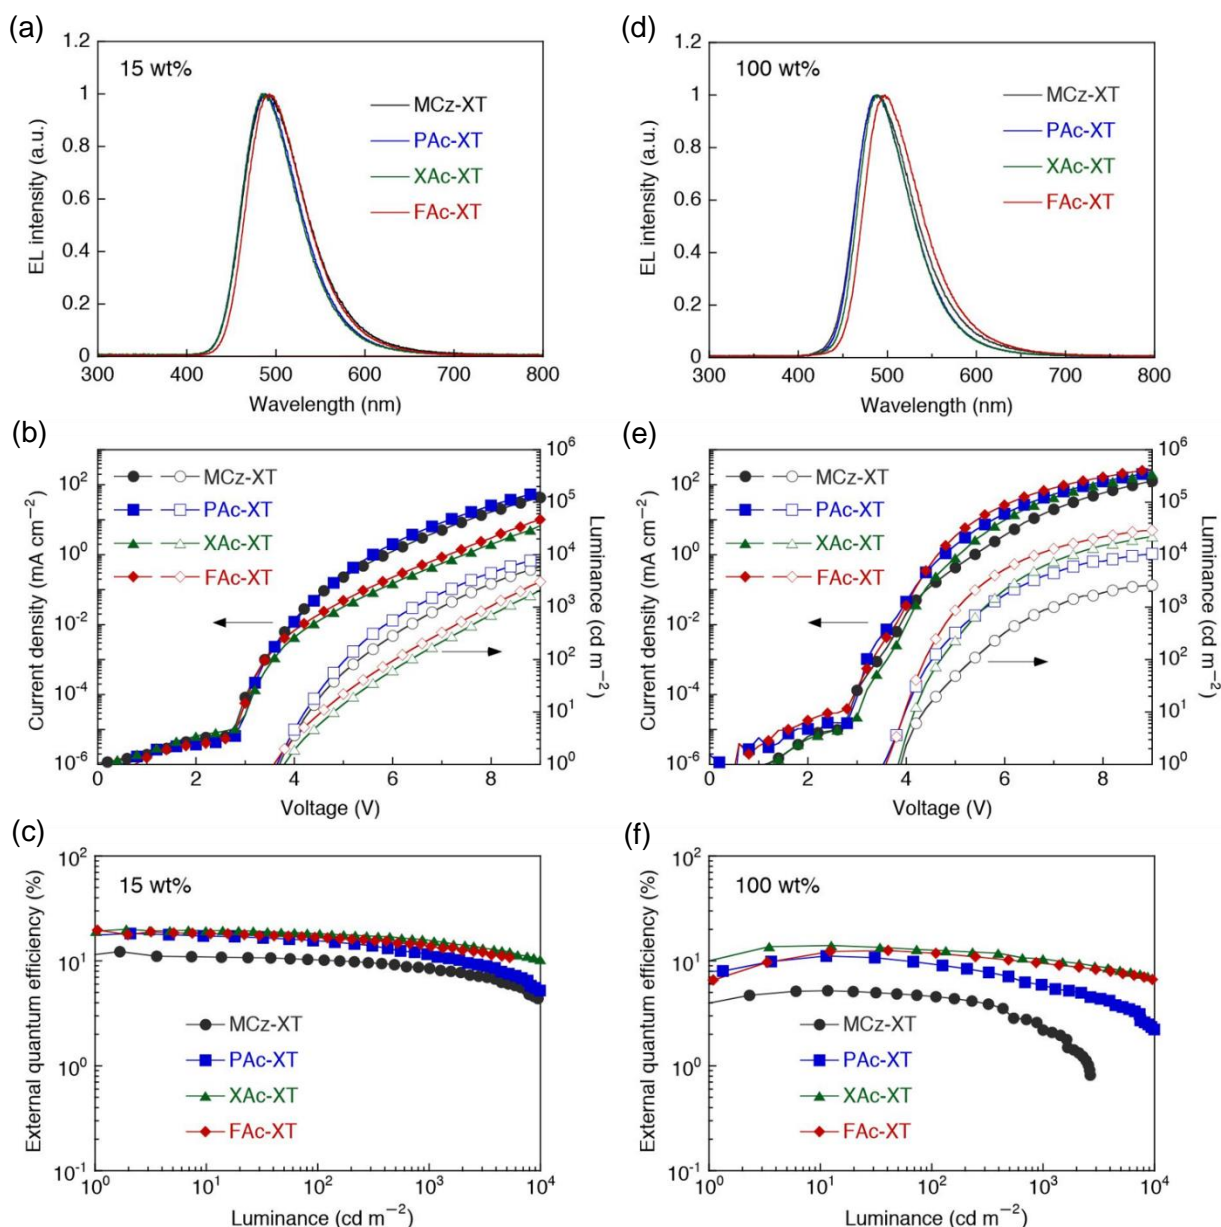 (a)
1.2
1
0.8
0.6
0.4
0.2
0
EL intensity (a.u.)
15 wt%
MCz-XT
PAc-XT
XAc-XT
FAc-XT
300 400 500 600 700 800
Wavelength (nm)
(d)
1.2
1
0.8
0.6
0.4
0.2
0
EL intensity (a.u.)
100 wt%
MCz-XT
PAc-XT
XAc-XT
FAc-XT
300 400 500 600 700 800
Wavelength (nm)
(b)
10²
10⁰
10⁻²
10⁻⁴
10⁻⁶
Current density (mA cm⁻²)
MCz-XT
PAc-XT
XAc-XT
FAc-XT
10⁶
10⁵
10⁴
10³
10²
10¹
10⁰
Luminance (cd m⁻²)
0 2 4 6 8
Voltage (V)
(e)
10²
10⁰
10⁻²
10⁻⁴
10⁻⁶
Current density (mA cm⁻²)
MCz-XT
PAc-XT
XAc-XT
FAc-XT
10⁶
10⁵
10⁴
10³
10²
10¹
10⁰
Luminance (cd m⁻²)
0 2 4 6 8
Voltage (V)
(c)
10²
10¹
10⁰
10⁻¹
External quantum efficiency (%)
15 wt%
MCz-XT
PAc-XT
XAc-XT
FAc-XT
10⁰ 10¹ 10² 10³ 10⁴
Luminance (cd m⁻²)
(f)
10²
10¹
10⁰
10⁻¹
External quantum efficiency (%)
100 wt%
MCz-XT
PAc-XT
XAc-XT
FAc-XT
10⁰ 10¹ 10² 10³ 10⁴
Luminance (cd m⁻²)